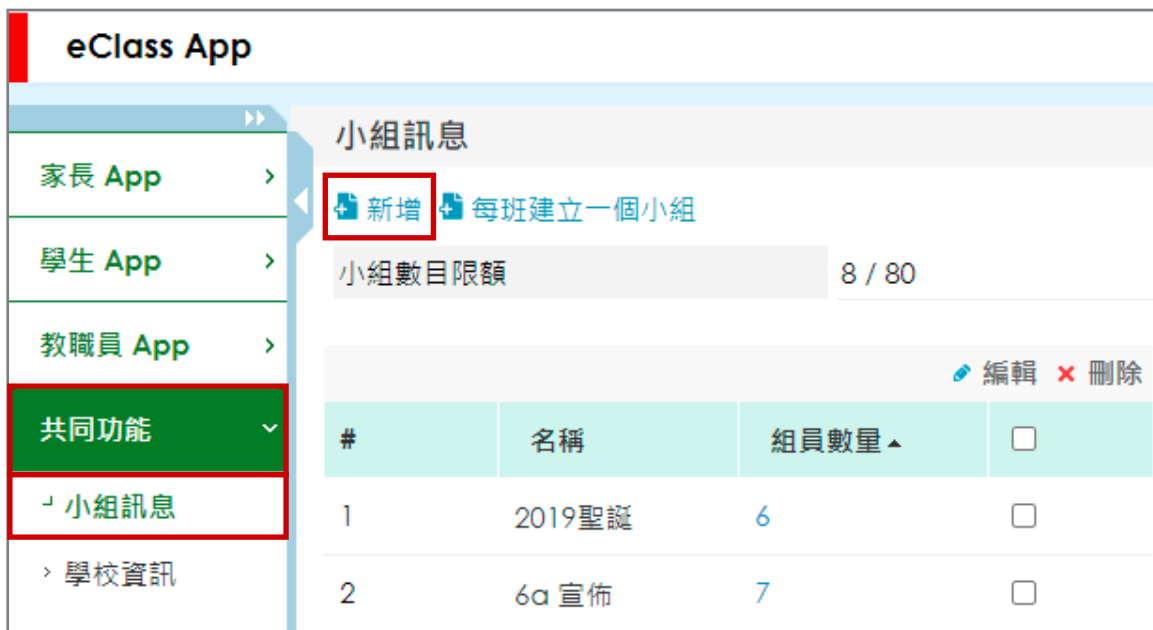 eClass App
家長 App
學生 App
教職員 App
共同功能
小組訊息
學校資訊
小組訊息
新增 每班建立一個小組
小組數目限額 8 / 80
編輯 刪除
# 名稱 組員數量
1 2019聖誕 6
2 6a 宣佈 7